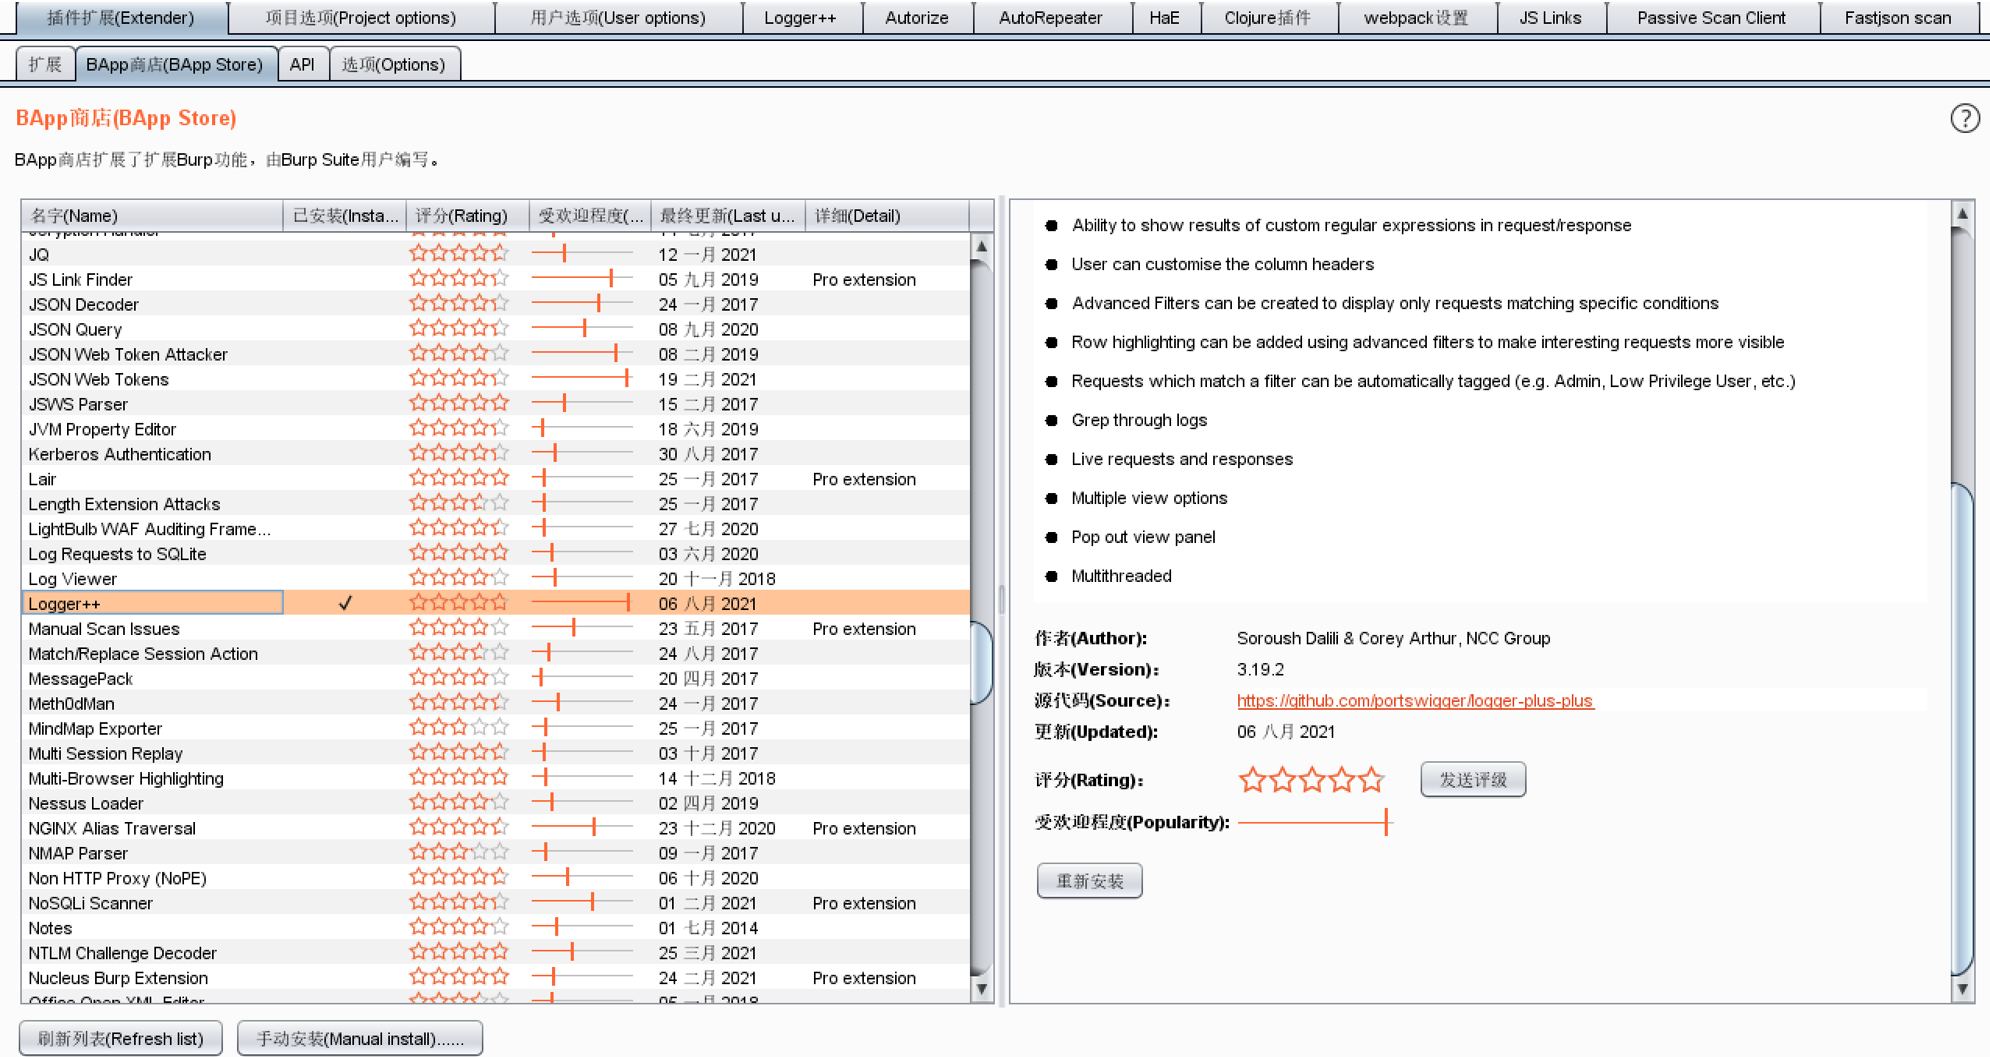 插件扩展(Extender) 项目选项(Project options) 用户选项(User options) Logger++ Autorize AutoRepeater HaE Clojure插件 webpack设置 JS Links Passive Scan Client Fastjson scan
扩展 BApp商店(BApp Store) API 选项(Options)
BApp商店(BApp Store)
?
BApp商店扩展了扩展Burp功能，由Burp Suite用户编写。
名字(Name) 已安装(Insta... 评分(Rating) 受欢迎程度(... 最终更新(Last u... 详细(Detail)
JQ 12 一月 2021
JS Link Finder 05 九月 2019 Pro extension
JSON Decoder 24 一月 2017
JSON Query 08 九月 2020
JSON Web Token Attacker 08 二月 2019
JSON Web Tokens 19 二月 2021
JSWS Parser 15 二月 2017
JVM Property Editor 18 六月 2019
Kerberos Authentication 30 八月 2017
Lair 25 一月 2017 Pro extension
Length Extension Attacks 25 一月 2017
LightBulb WAF Auditing Frame... 27 七月 2020
Log Requests to SQLite 03 六月 2020
Log Viewer 20 十一月 2018
Logger++ ✓ 06 八月 2021
Manual Scan Issues 23 五月 2017 Pro extension
Match/Replace Session Action 24 八月 2017
MessagePack 20 四月 2017
Meth0dMan 24 一月 2017
MindMap Exporter 25 一月 2017
Multi Session Replay 03 十月 2017
Multi-Browser Highlighting 14 十二月 2018
Nessus Loader 02 四月 2019
NGINX Alias Traversal 23 十二月 2020 Pro extension
NMAP Parser 09 一月 2017
Non HTTP Proxy (NoPE) 06 十月 2020
NoSQLi Scanner 01 二月 2021 Pro extension
Notes 01 七月 2014
NTLM Challenge Decoder 25 三月 2021
Nucleus Burp Extension 24 二月 2021 Pro extension
Office Open XML Editor 05 一月 2018
刷新列表(Refresh list) 手动安装(Manual install)......
● Ability to show results of custom regular expressions in request/response
● User can customise the column headers
● Advanced Filters can be created to display only requests matching specific conditions
● Row highlighting can be added using advanced filters to make interesting requests more visible
● Requests which match a filter can be automatically tagged (e.g. Admin, Low Privilege User, etc.)
● Grep through logs
● Live requests and responses
● Multiple view options
● Pop out view panel
● Multithreaded
作者(Author): Soroush Dalili & Corey Arthur, NCC Group
版本(Version): 3.19.2
源代码(Source): https://github.com/portswigger/logger-plus-plus
更新(Updated): 06 八月 2021
评分(Rating): 发送评级
受欢迎程度(Popularity):
重新安装